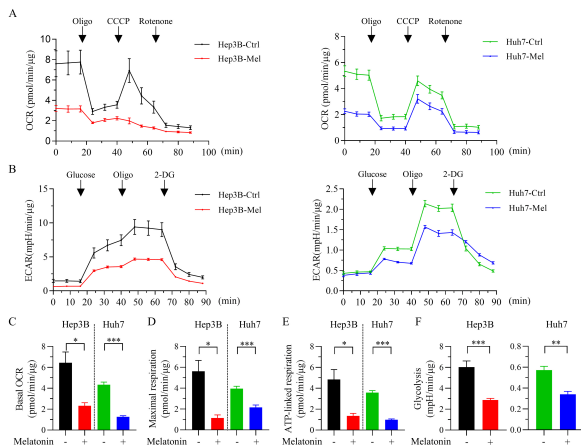 A
Oligo CCCP Rotenone
Hep3B-Ctrl
Hep3B-Mel
OCR (pmol/min/μg)
8
6
4
2
0
0 20 40 60 80 100 (min)
Oligo CCCP Rotenone
Huh7-Ctrl
Huh7-Mel
OCR (pmol/min/μg)
8
6
4
2
0
0 20 40 60 80 100 (min)
B
Glucose Oligo 2-DG
Hep3B-Ctrl
Hep3B-Mel
ECAR(mpH/min/μg)
15
10
5
0
0 10 20 30 40 50 60 70 80 90 (min)
Glucose Oligo 2-DG
Huh7-Ctrl
Huh7-Mel
ECAR(mpH/min/μg)
2.5
2.0
1.5
1.0
0.5
0.0
0 10 20 30 40 50 60 70 80 90 (min)
C
Hep3B Huh7
* ***
Basal OCR
(pmol/min/μg)
8
6
4
2
0
Melatonin - + - +
D
Hep3B Huh7
* ***
Maximal respiration
(pmol/min/μg)
8
6
4
2
0
- + - +
E
Hep3B Huh7
* ***
ATP-linked respiration
(pmol/min/μg)
8
6
4
2
0
Melatonin - + - +
F
Hep3B
***
Glycolysis
(mpH/min/μg)
8
6
4
2
0
- +
Huh7
**
0.8
0.6
0.4
0.2
0.0
- +